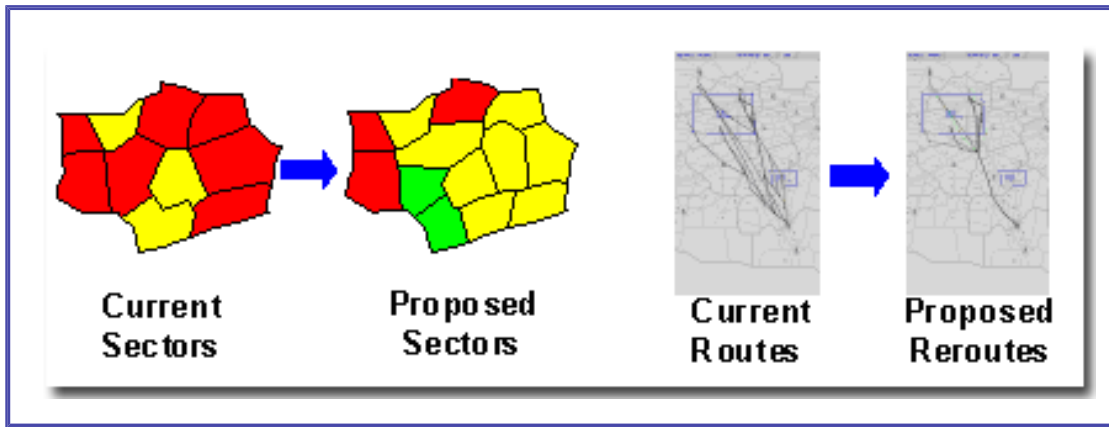 Current
Sectors
Proposed
Sectors
Current
Routes
Proposed
Reroutes